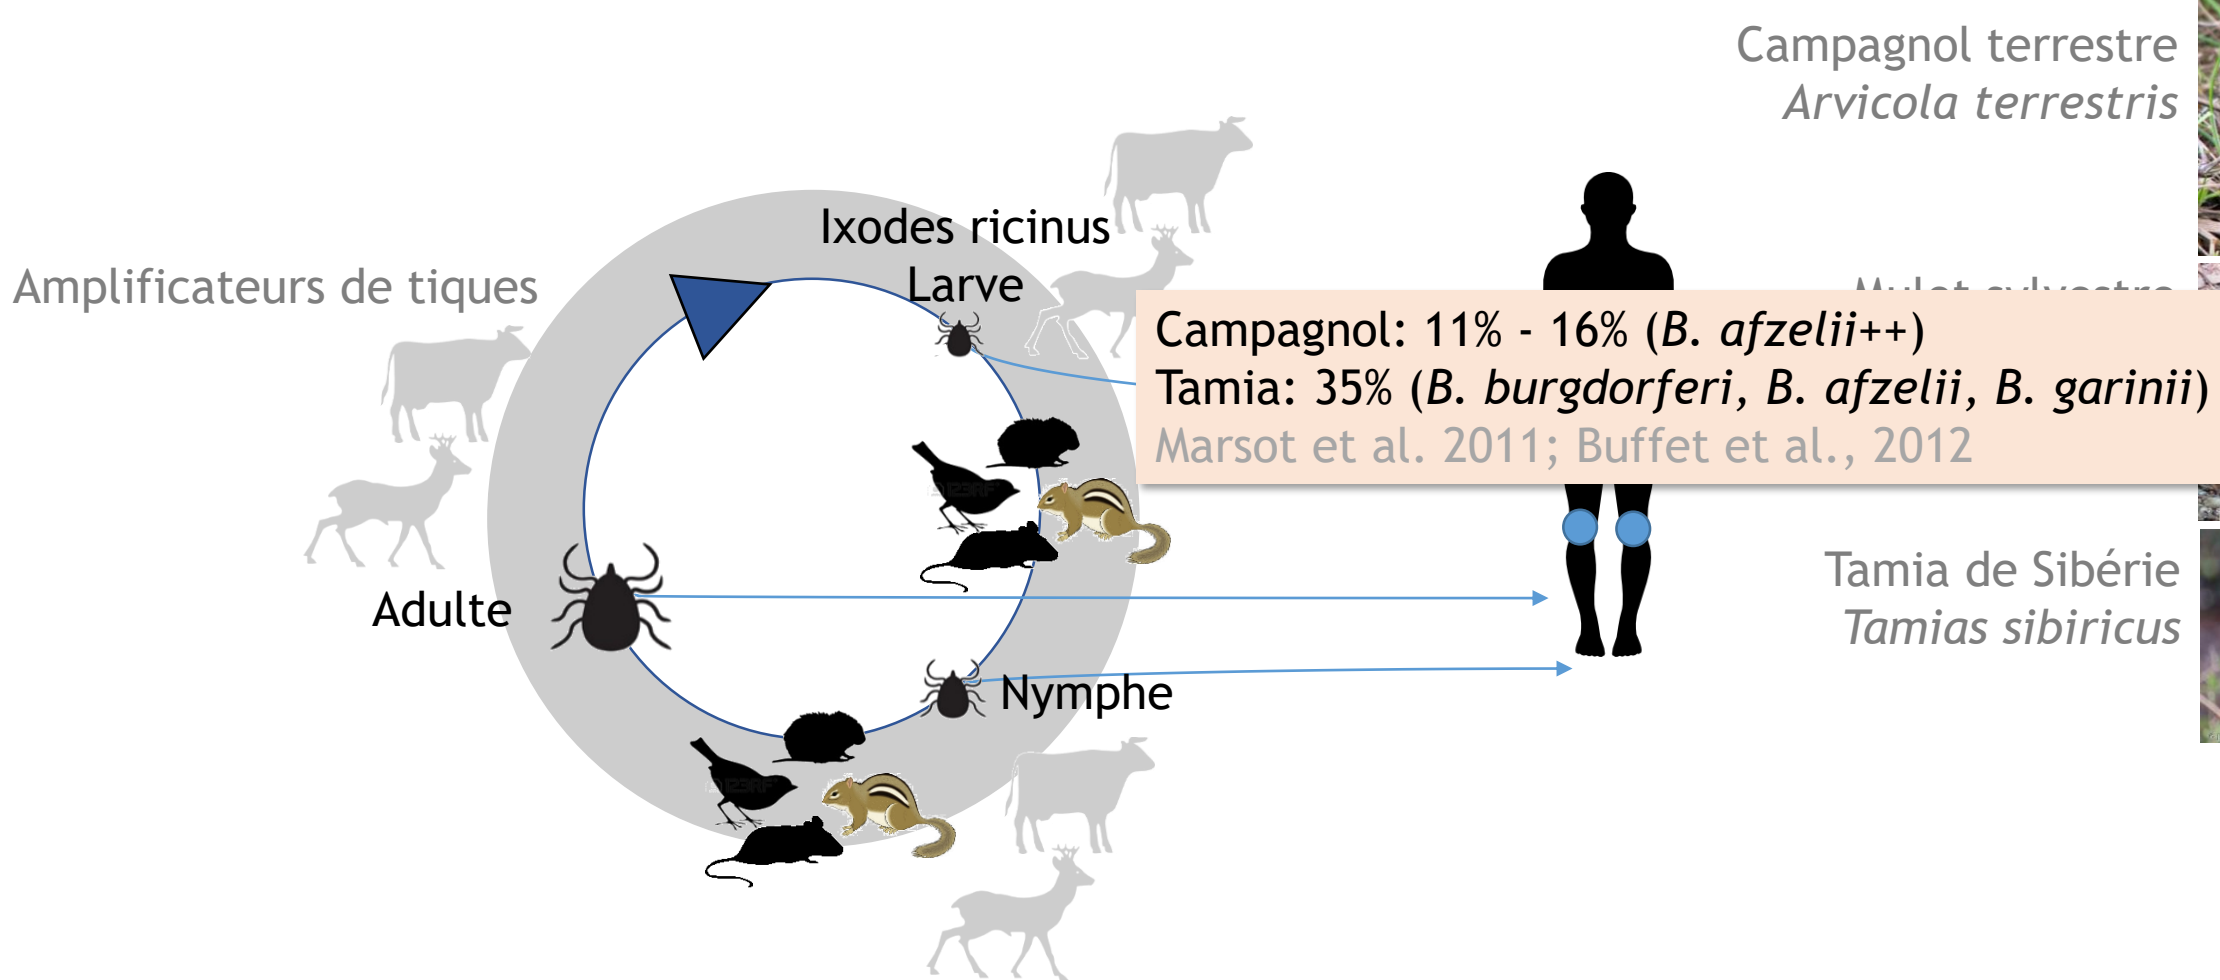 Campagnol terrestre
Arvicola terrestris
Ixodes ricinus
Larve
Amplificateurs de tiques
Campagnol: 11% - 16% (B. afzelii++)
Tamia: 35% (B. burgdorferi, B. afzelii, B. garinii)
Marsot et al. 2011; Buffet et al., 2012
Tamia de Sibérie
Tamias sibiricus
Adulte
Nymphe